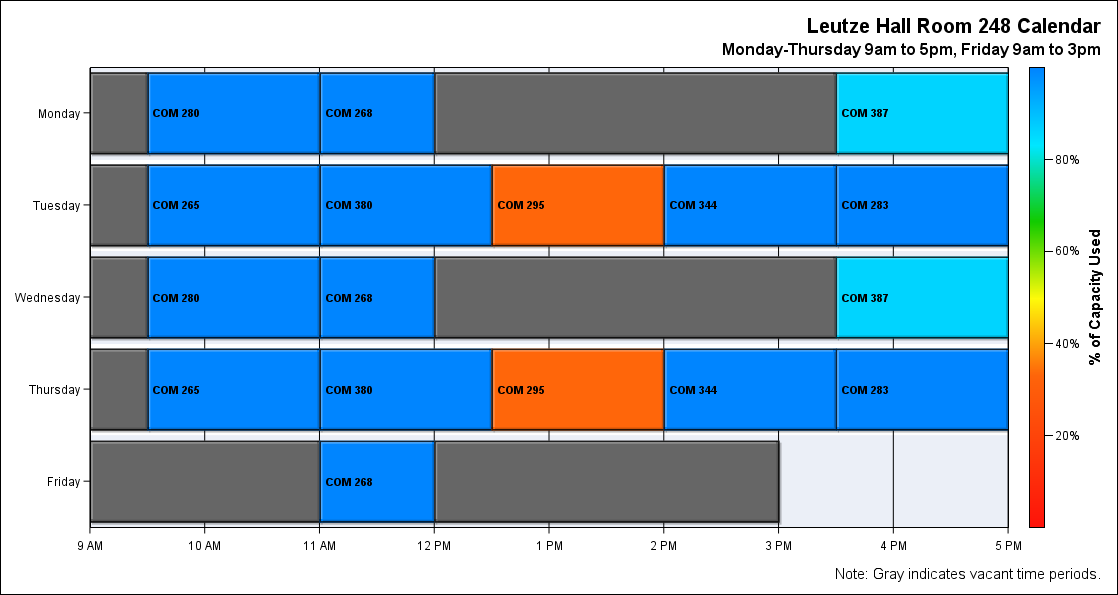 Leutze Hall Room 248 Calendar
Monday-Thursday 9am to 5pm, Friday 9am to 3pm
Monday
COM 280
COM 268
COM 387
Tuesday
COM 265
COM 380
COM 295
COM 344
COM 283
Wednesday
COM 280
COM 268
COM 387
Thursday
COM 265
COM 380
COM 295
COM 344
COM 283
Friday
COM 268
9 AM
10 AM
11 AM
12 PM
1 PM
2 PM
3 PM
4 PM
5 PM
80%
60%
40%
20%
% of Capacity Used
Note: Gray indicates vacant time periods.